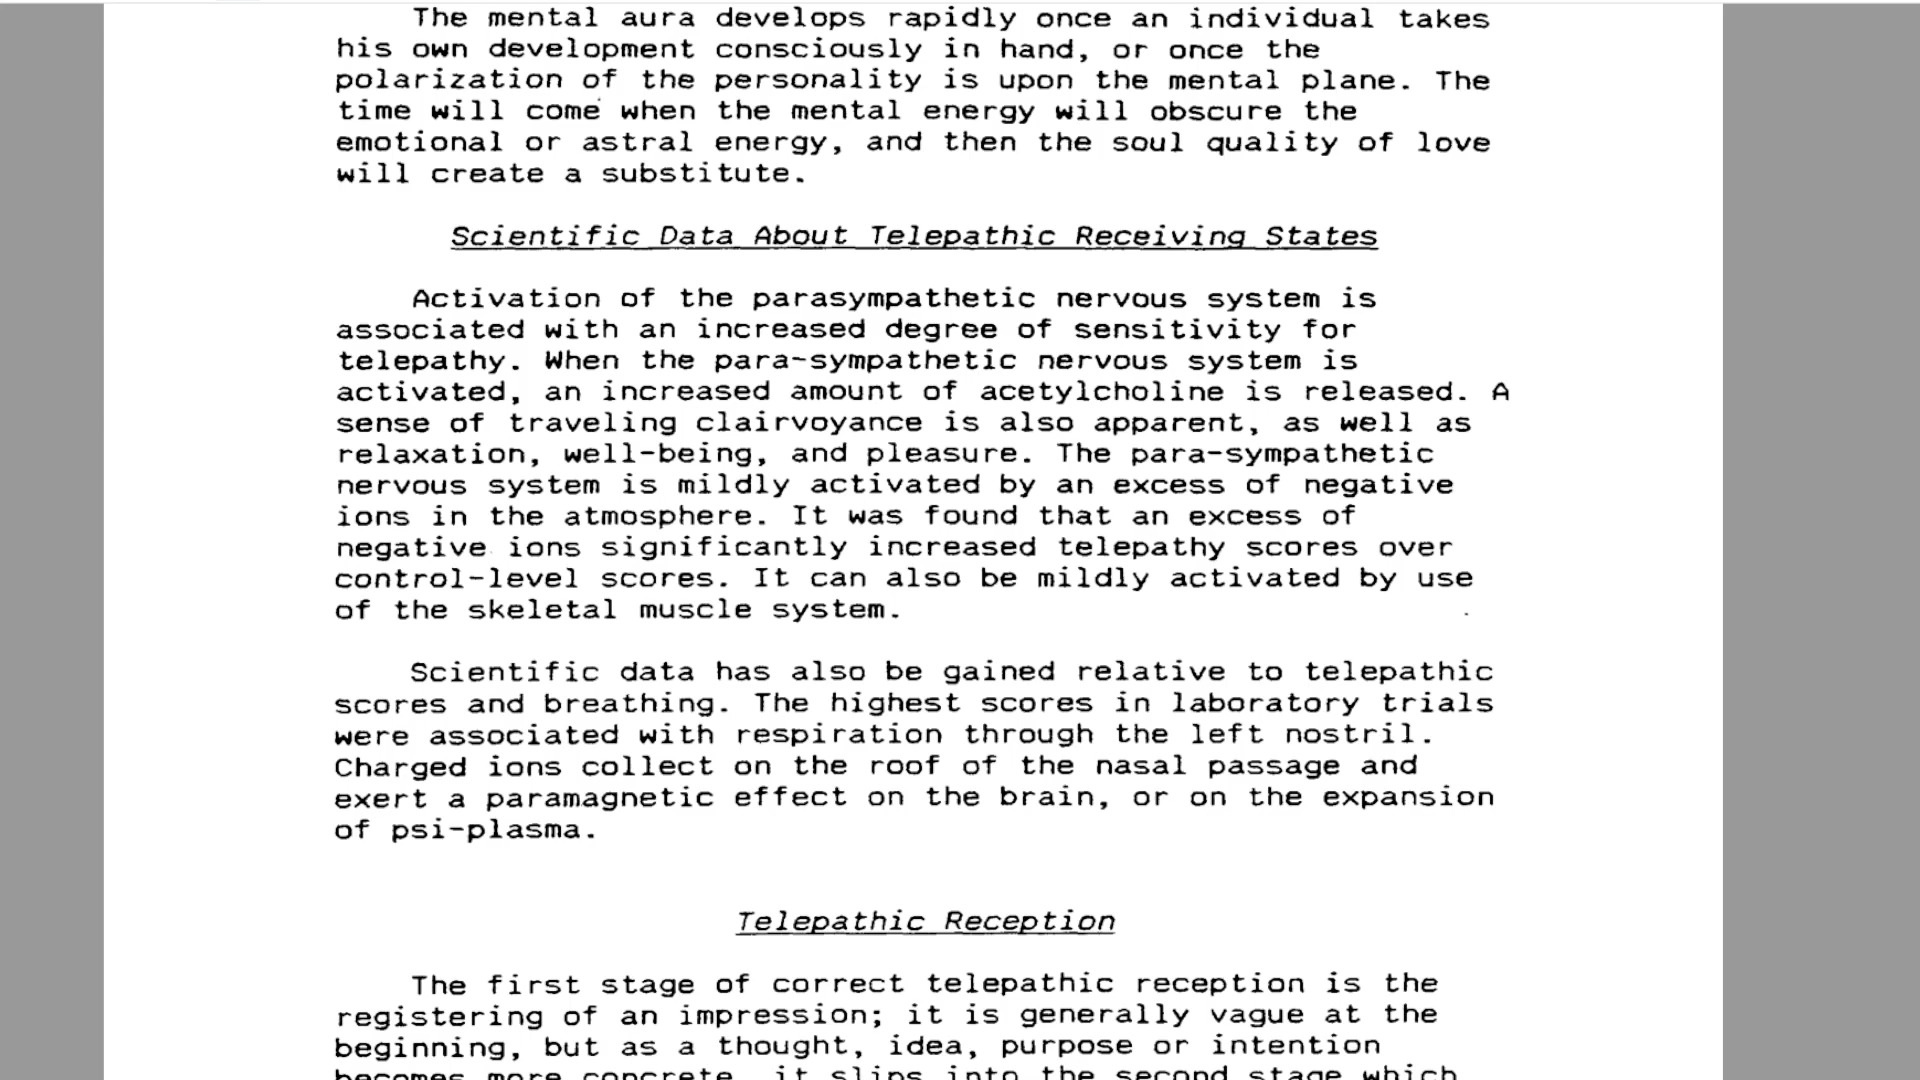 The mental aura develops rapidly once an individual takes
his own development consciously in hand, or once the
polarization of the personality is upon the mental plane. The
time will come when the mental energy will obscure the
emotional or astral energy, and then the soul quality of love
will create a substitute.
Scientific Data About Telepathic Receiving States
Activation of the parasympathetic nervous system is
associated with an increased degree of sensitivity for
telepathy. When the para-sympathetic nervous system is
activated, an increased amount of acetylcholine is released. A
sense of traveling clairvoyance is also apparent, as well as
relaxation, well-being, and pleasure. The para-sympathetic
nervous system is mildly activated by an excess of negative
ions in the atmosphere. It was found that an excess of
negative ions significantly increased telepathy scores over
control-level scores. It can also be mildly activated by use
of the skeletal muscle system.
Scientific data has also be gained relative to telepathic
scores and breathing. The highest scores in laboratory trials
were associated with respiration through the left nostril.
Charged ions collect on the roof of the nasal passage and
exert a paramagnetic effect on the brain, or on the expansion
of psi-plasma.
Telepathic Reception
The first stage of correct telepathic reception is the
registering of an impression; it is generally vague at the
beginning, but as a thought, idea, purpose or intention
becomes more concrete, it slips into the second stage which